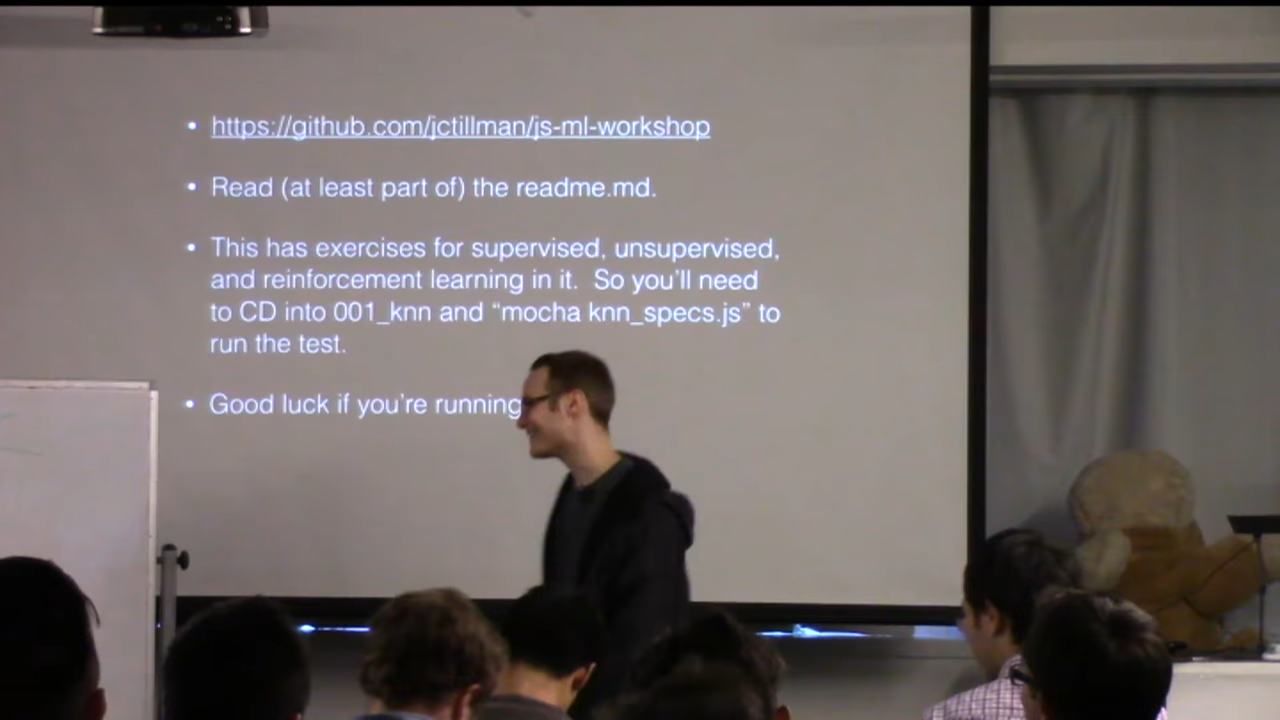 • https://github.com/jctillman/js-ml-workshop
• Read (at least part of) the readme.md.
• This has exercises for supervised, unsupervised,
and reinforcement learning in it. So you'll need
to CD into 001_knn and “mocha knn_specs.js” to
run the test.
• Good luck if you're running